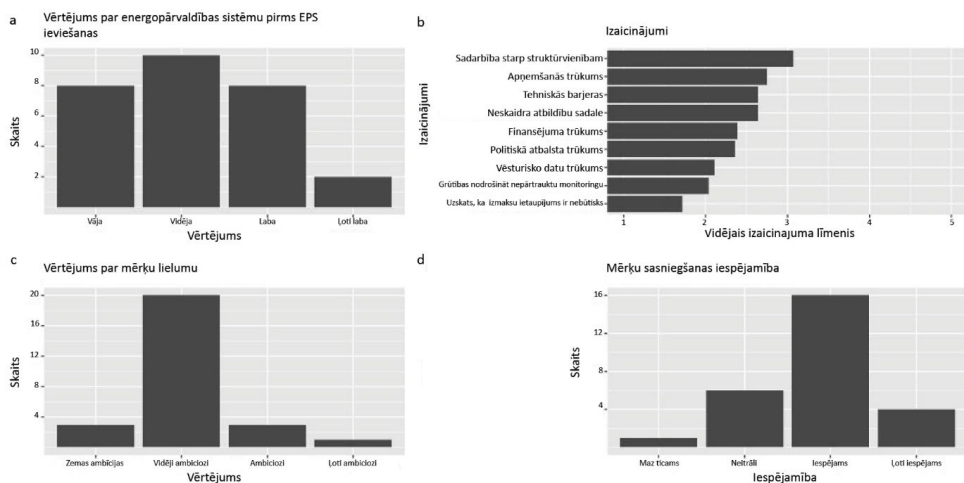 a
Vērtējums par energopārvaldības sistēmu pirms EPS
ieviešanas
10
8
6
4
2
Skaits
Vāja
Vidēja
Laba
Ļoti laba
Vērtējums
b
Izaicinājumi
Izaicinājumi
Sadarbība starp struktūrvienībam
Apņemšanās trūkums
Tehniskās barjeras
Neskaidra atbildību sadale
Finansējuma trūkums
Politiskā atbalsta trūkums
Vēsturisko datu trūkums
Grūtības nodrošināt nepārtrauktu monitoringu
Uzskats, ka izmaksu ietaupījums ir nebūtisks
1
2
3
4
5
Vidējais izaicinajuma līmenis
c
Vērtējums par mērķu lielumu
20
16
12
8
4
Skaits
Zemas ambīcijas
Vidēji ambiciozi
Ambiciozi
Ļoti ambiciozi
Vērtējums
d
Mērķu sasniegšanas iespējamība
16
12
8
4
Skaits
Maz ticams
Neitrāli
Iespējams
Ļoti iespējams
Iespējamība